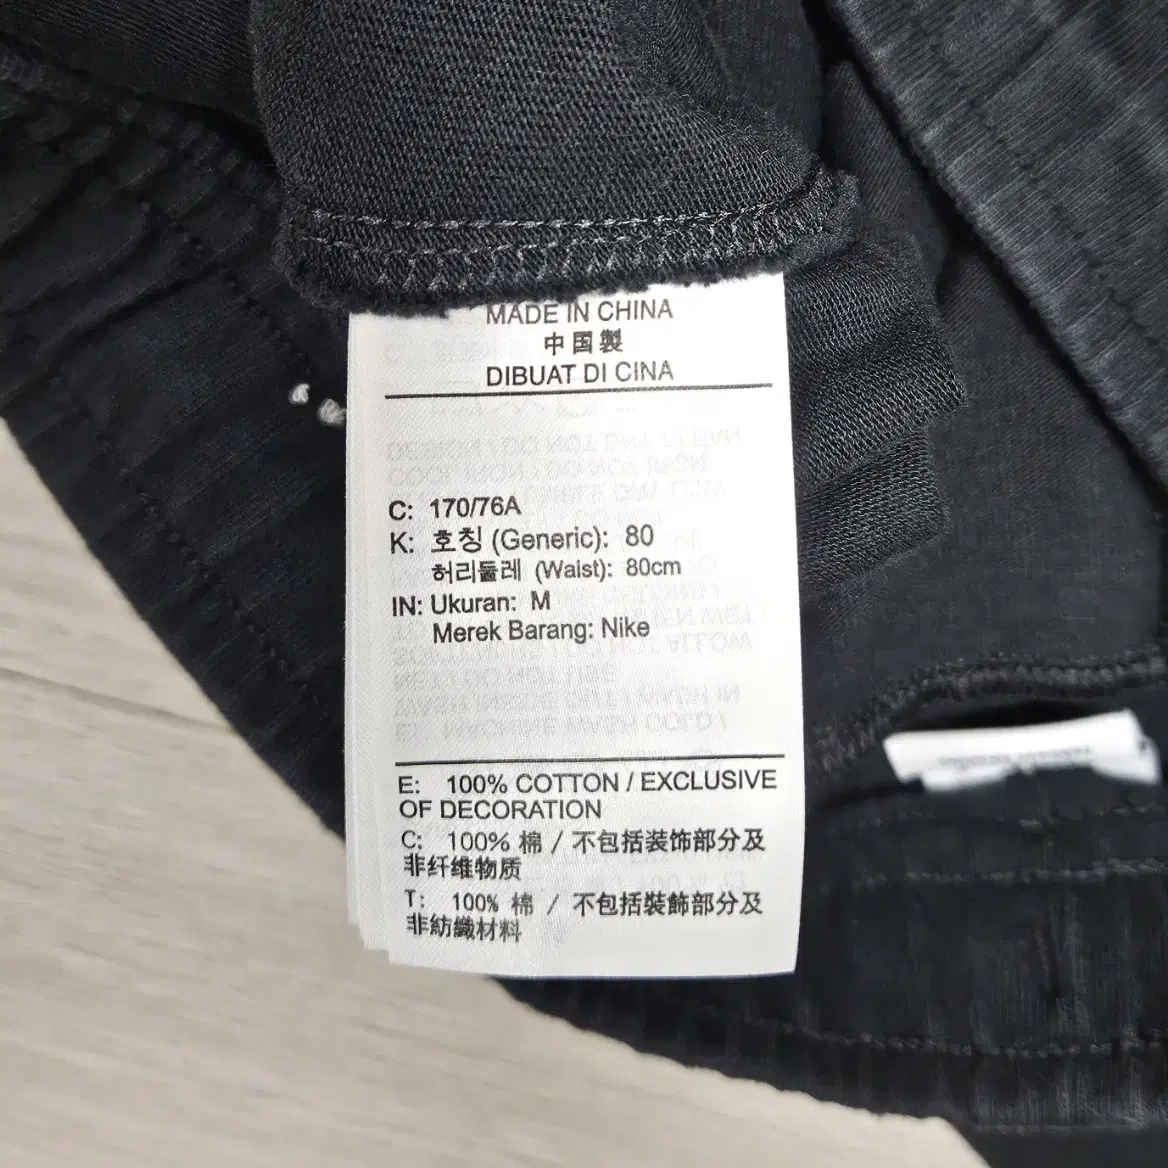 MADE IN CHINA
中国製
DIBUAT DI CINA
C: 170/76A
K: 호칭 (Generic): 80
허리둘레 (Waist): 80cm
IN: Ukuran: M
Merek Barang: Nike
E: 100% COTTON / EXCLUSIVE
OF DECORATION
C: 100% 棉 / 不包括装饰部分及
非纤维物质
T: 100% 棉 / 不包括裝飾部分及
非紡織材料